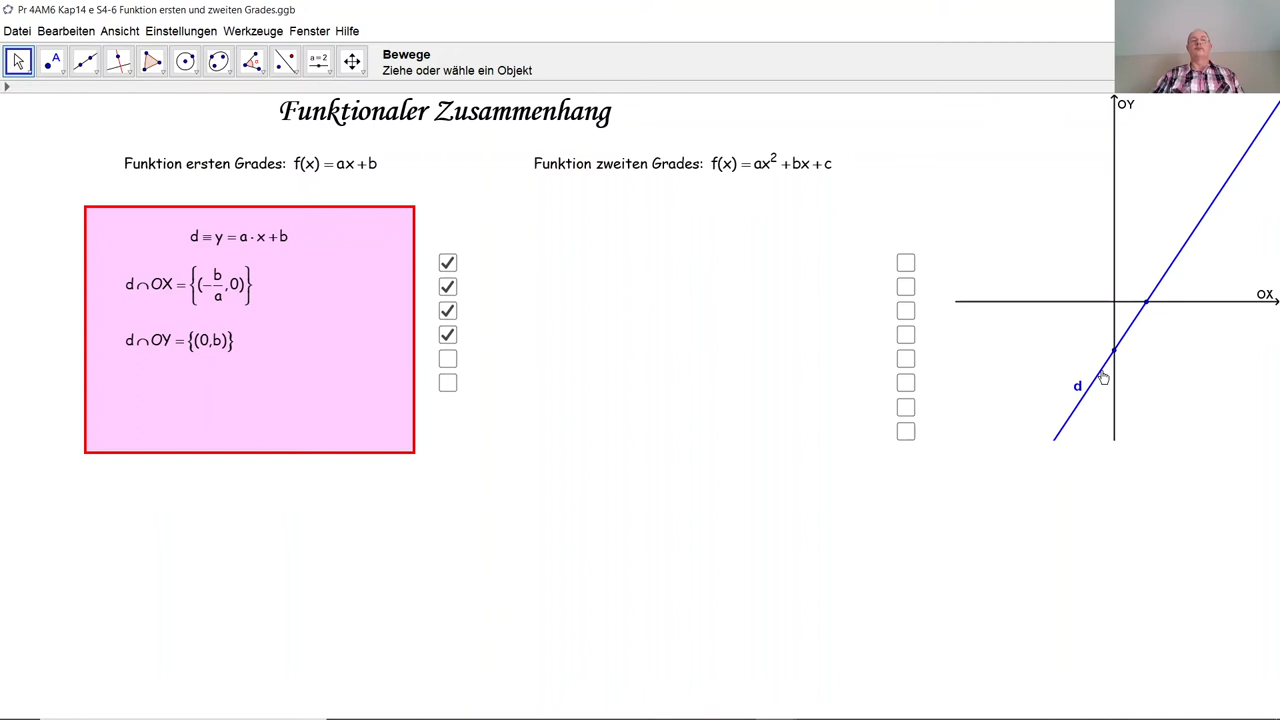 Pr 4AM6 Kap14 e S4-6 Funktion ersten und zweiten Grades.ggb
Datei Bearbeiten Ansicht Einstellungen Werkzeuge Fenster Hilfe
A
α
a=2
Bewege
Ziehe oder wähle ein Objekt
Funktionaler Zusammenhang
Funktion ersten Grades: f(x) = ax + b
Funktion zweiten Grades: f(x) = ax² + bx + c
d ≡ y = a · x + b
d ∩ OX = {(-b/a, 0)}
d ∩ OY = {(0,b)}
OY
OX
d